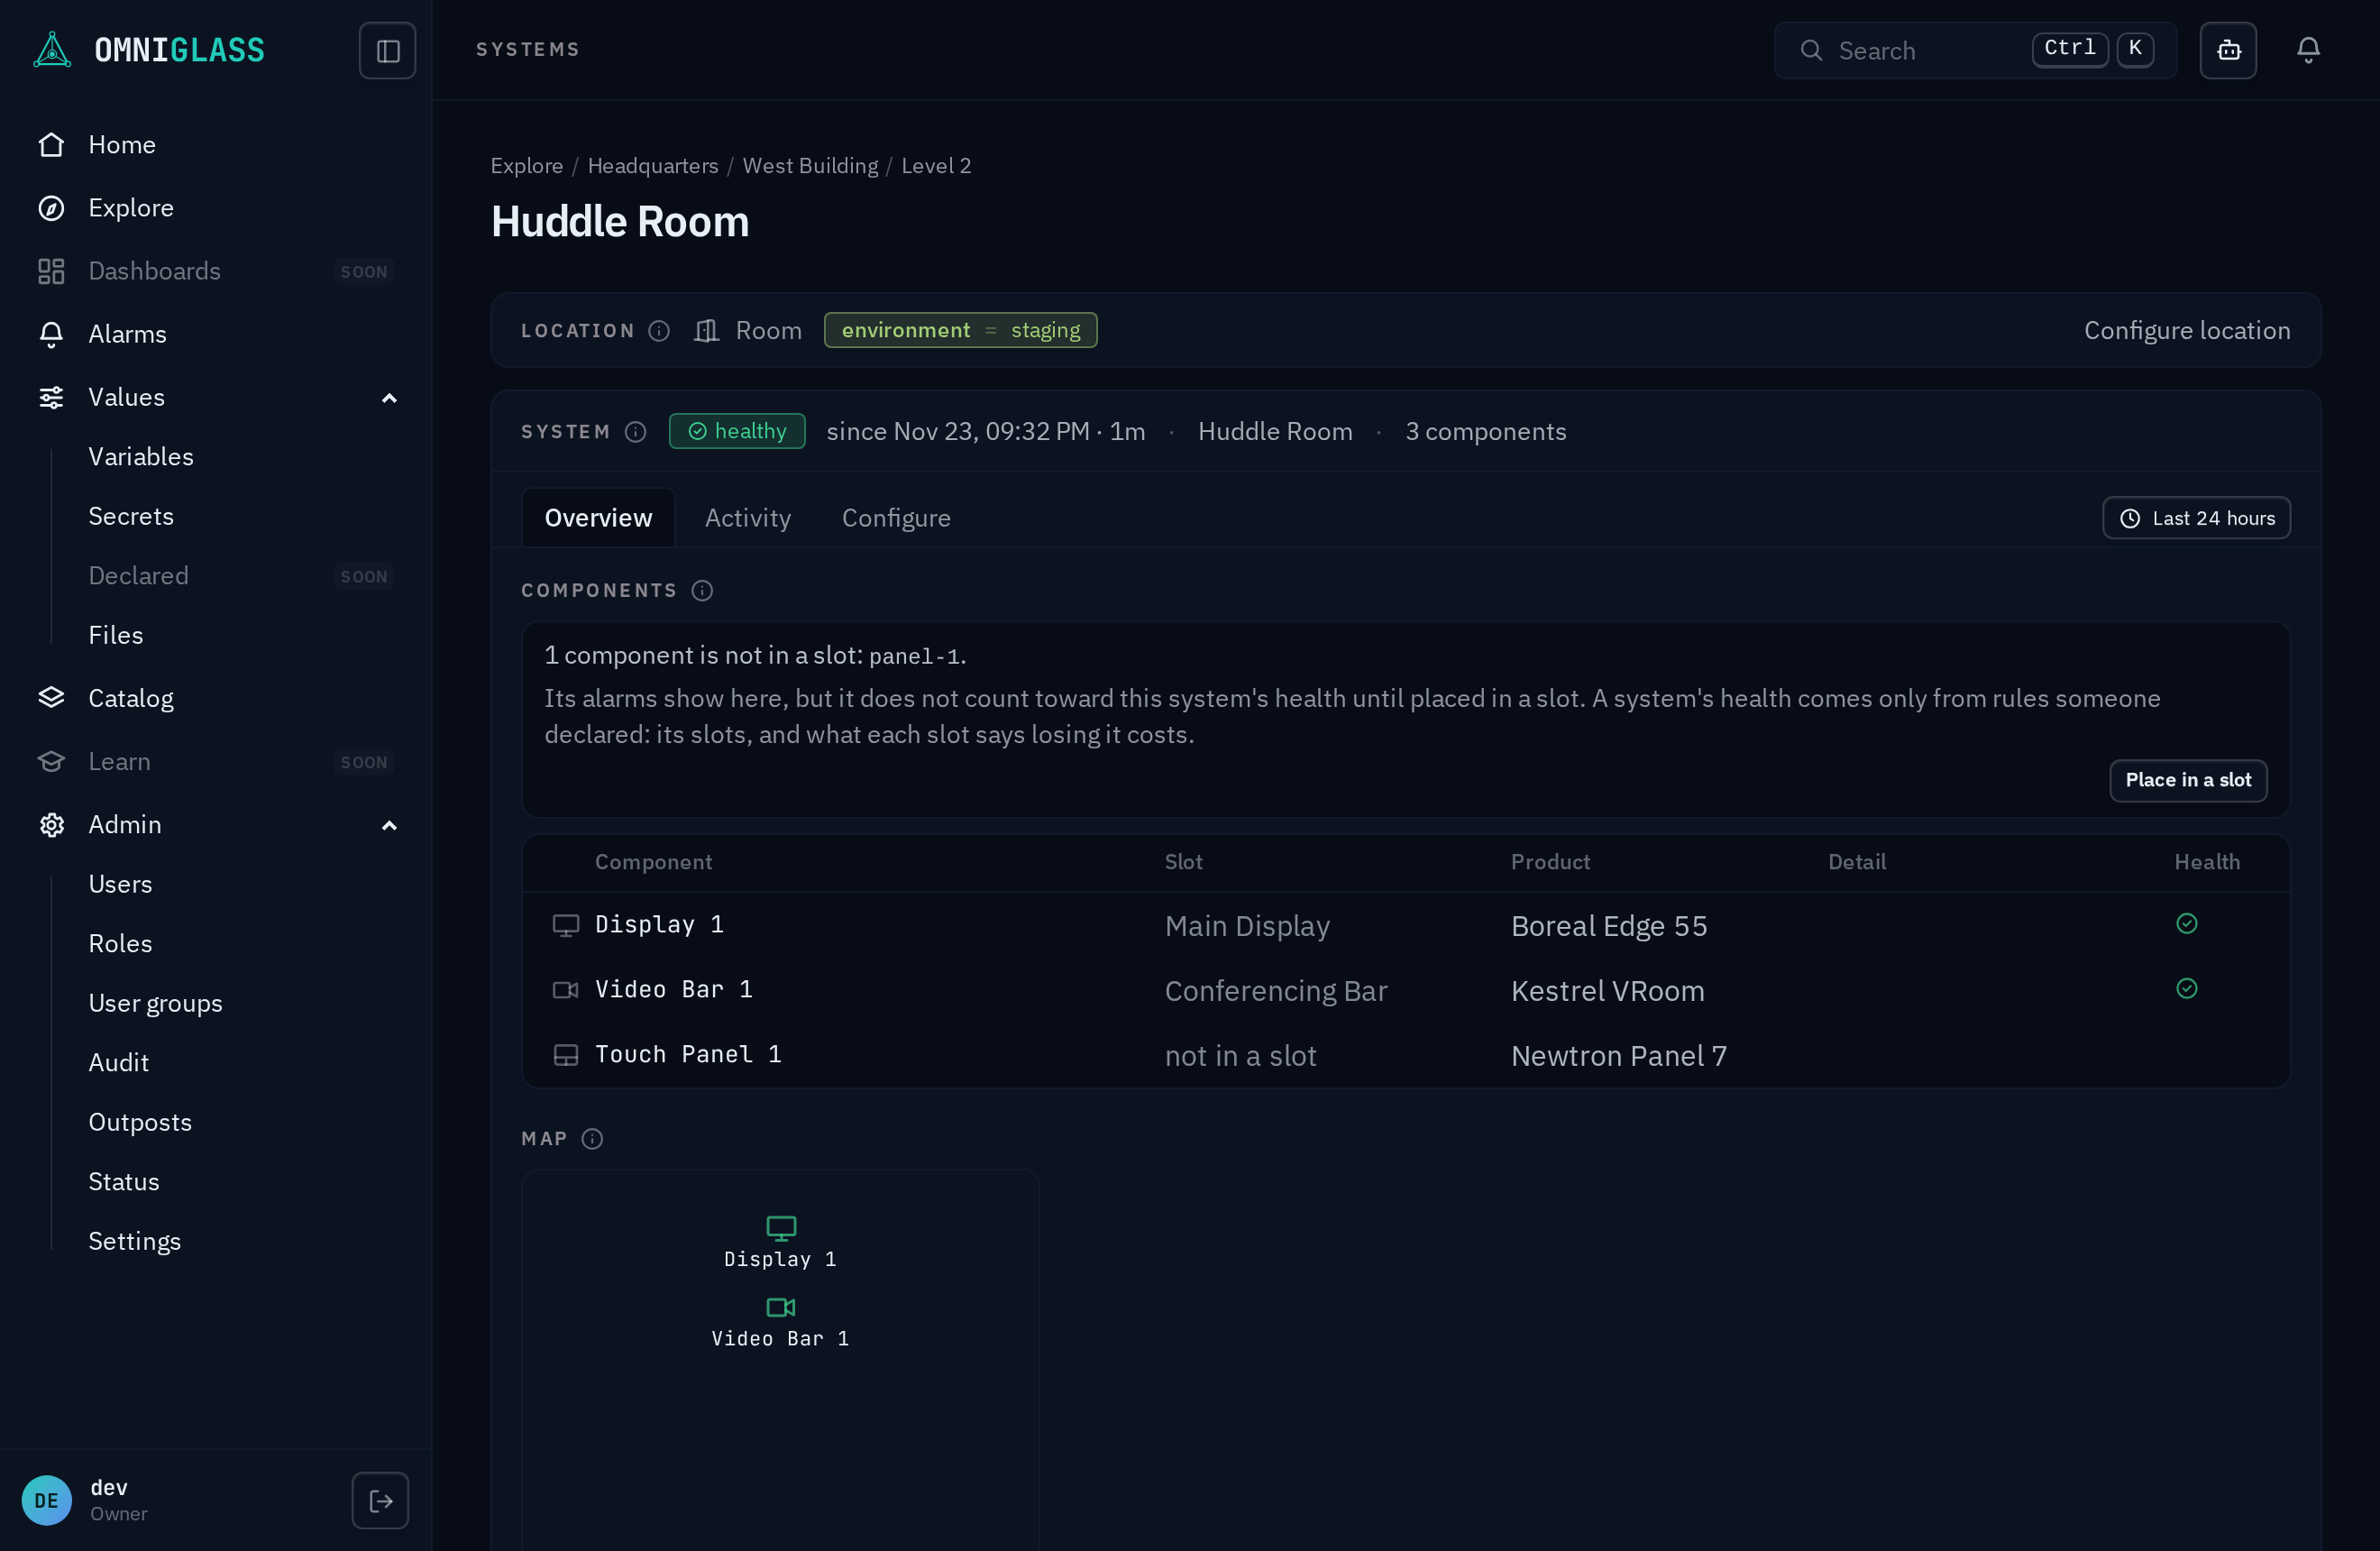 OMNIGLASS
SYSTEMS
Search Ctrl K
Home
Explore
Dashboards SOON
Alarms
Values
Variables
Secrets
Declared SOON
Files
Catalog
Learn SOON
Admin
Users
Roles
User groups
Audit
Outposts
Status
Settings
DE dev
Owner
Explore / Headquarters / West Building / Level 2
Huddle Room
LOCATION Room environment = staging Configure location
SYSTEM healthy since Nov 23, 09:32 PM · 1m · Huddle Room · 3 components
Overview Activity Configure Last 24 hours
COMPONENTS
1 component is not in a slot: panel-1.
Its alarms show here, but it does not count toward this system's health until placed in a slot. A system's health comes only from rules someone
declared: its slots, and what each slot says losing it costs.
Place in a slot
Component Slot Product Detail Health
Display 1 Main Display Boreal Edge 55
Video Bar 1 Conferencing Bar Kestrel VRoom
Touch Panel 1 not in a slot Newtron Panel 7
MAP
Display 1
Video Bar 1